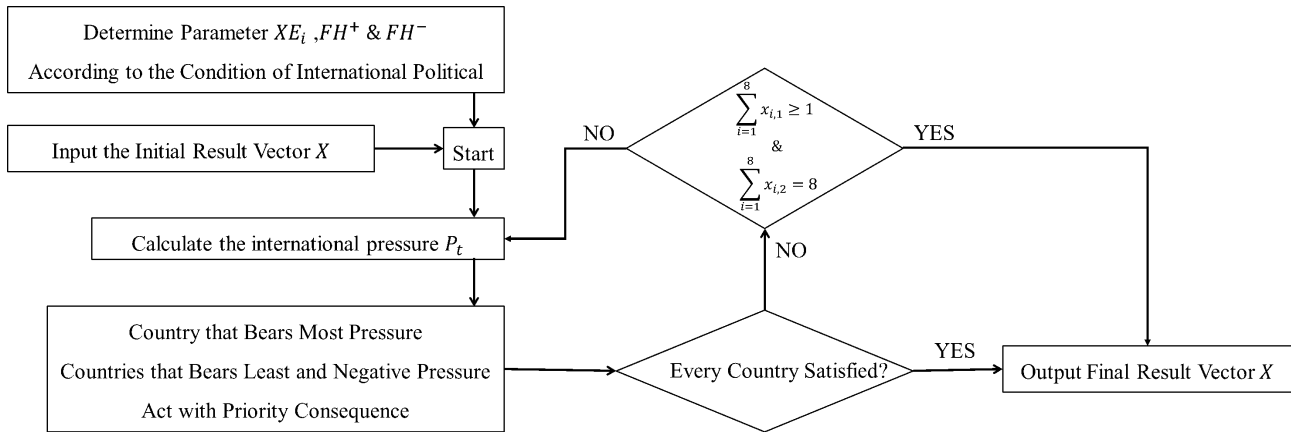 Determine Parameter $XE_i$ ,$FH^+$ & $FH^-$
According to the Condition of International Political
Input the Initial Result Vector $X$
Start
Calculate the international pressure $P_t$
Country that Bears Most Pressure
Countries that Bears Least and Negative Pressure
Act with Priority Consequence
Every Country Satisfied?
NO
YES
$\sum_{i=1}^{8} x_{i,1} \geq 1$
&
$\sum_{i=1}^{8} x_{i,2} = 8$
NO
YES
Output Final Result Vector $X$